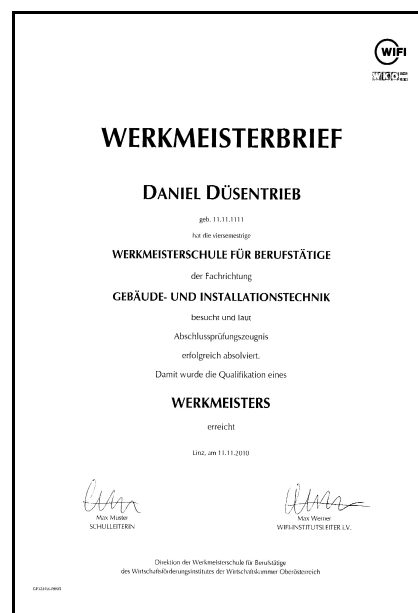 WIFI
WKO
WERKMEISTERBRIEF
DANIEL DÜSENTRIEB
geb. 11.11.1111
hat die viersemestrige
WERKMEISTERSCHULE FÜR BERUFSTÄTIGE
der Fachrichtung
GEBÄUDE- UND INSTALLATIONSTECHNIK
besucht und laut
Abschlussprüfungszeugnis
erfolgreich absolviert.
Damit wurde die Qualifikation eines
WERKMEISTERS
erreicht
Linz, am 11.11.2010
Max Muster
SCHULLEITERIN
Max Werner
WIFI-INSTITUTSLEITER I.V.
Direktion der Werkmeisterschule für Berufstätige
des Wirtschaftsförderungsinstitutes der Wirtschaftskammer Oberösterreich